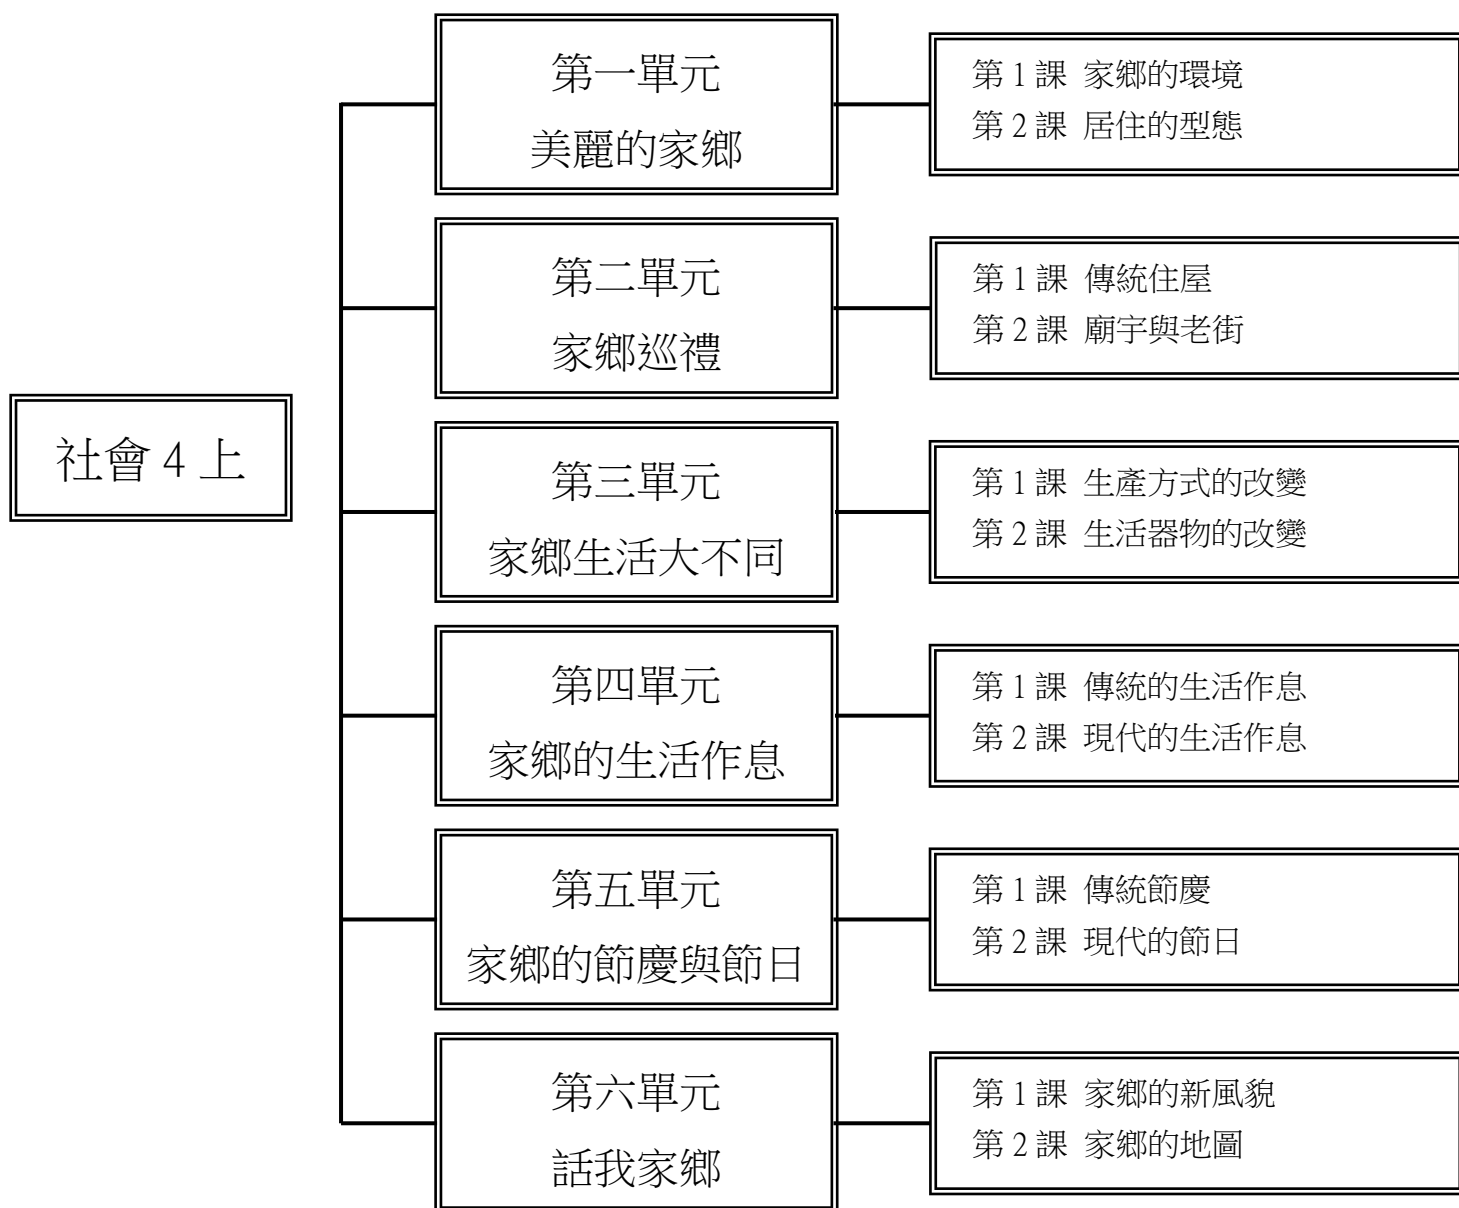 社會 4 上
第一單元
美麗的家鄉
第 1 課 家鄉的環境
第 2 課 居住的型態
第二單元
家鄉巡禮
第 1 課 傳統住屋
第 2 課 廟宇與老街
第三單元
家鄉生活大不同
第 1 課 生產方式的改變
第 2 課 生活器物的改變
第四單元
家鄉的生活作息
第 1 課 傳統的生活作息
第 2 課 現代的生活作息
第五單元
家鄉的節慶與節日
第 1 課 傳統節慶
第 2 課 現代的節日
第六單元
話我家鄉
第 1 課 家鄉的新風貌
第 2 課 家鄉的地圖